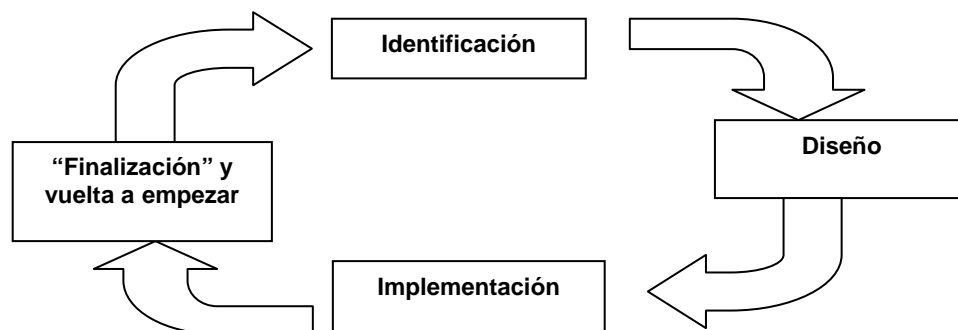 Identificación
Diseño
“Finalización” y
vuelta a empezar
Implementación